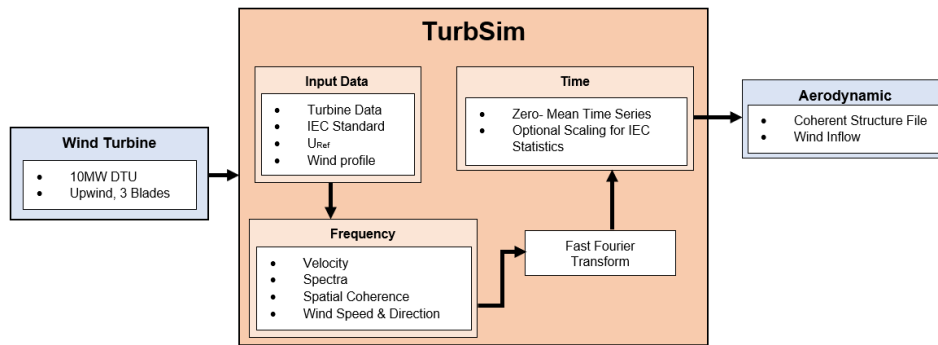 TurbSim
Wind Turbine
• 10MW DTU
• Upwind, 3 Blades
Input Data
• Turbine Data
• IEC Standard
• URef
• Wind profile
Frequency
• Velocity
• Spectra
• Spatial Coherence
• Wind Speed & Direction
Fast Fourier
Transform
Time
• Zero- Mean Time Series
• Optional Scaling for IEC
Statistics
Aerodynamic
• Coherent Structure File
• Wind Inflow